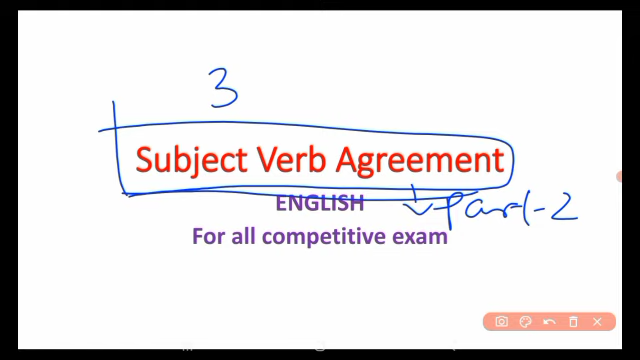 3
Subject Verb Agreement
ENGLISH
Part-2
For all competitive exam